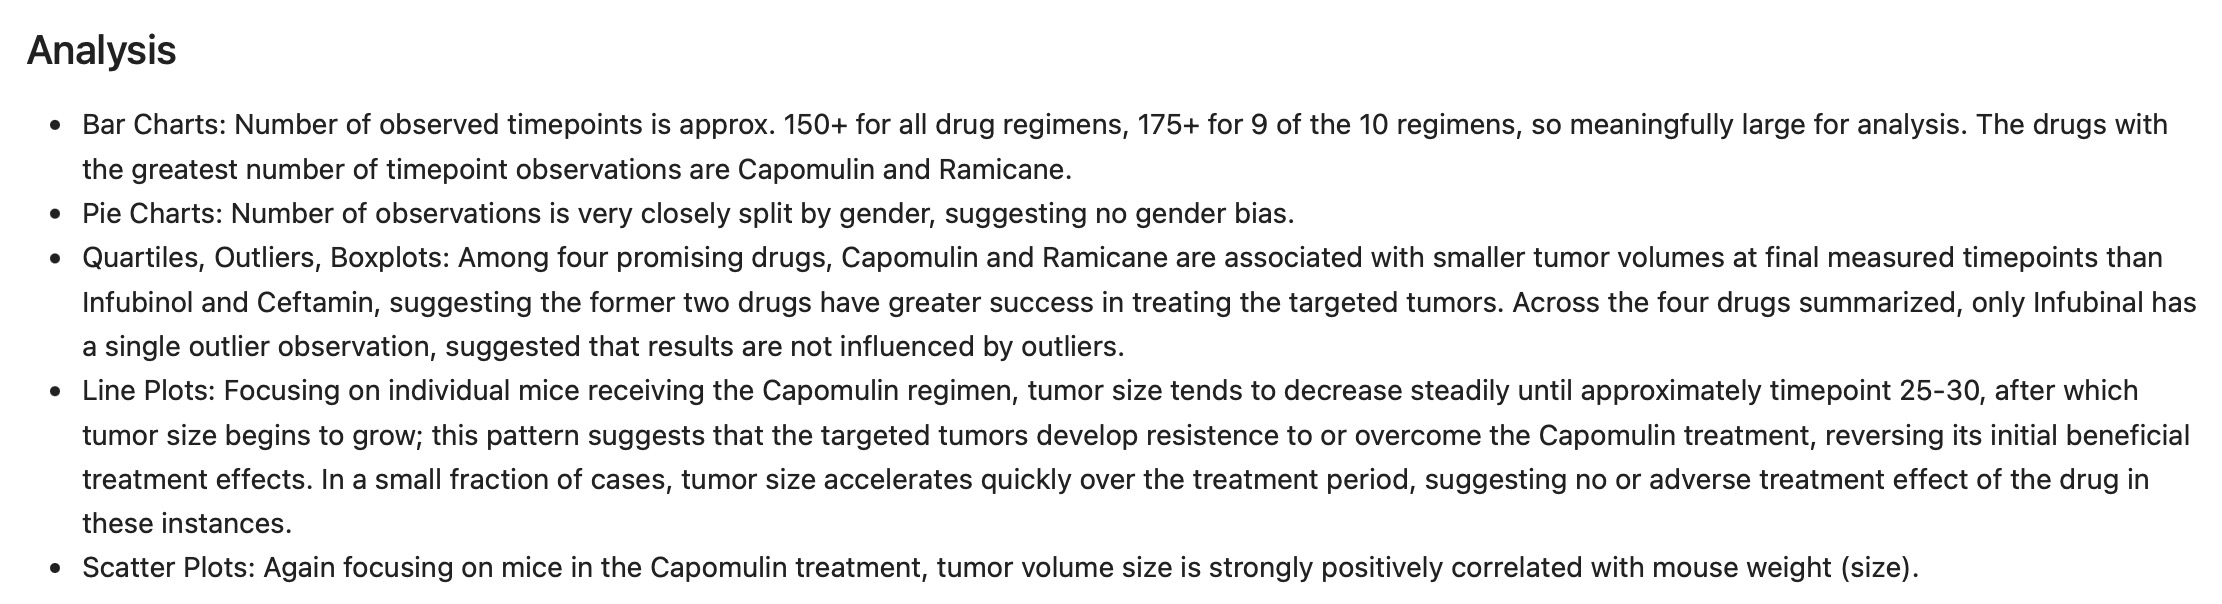 Analysis
• Bar Charts: Number of observed timepoints is approx. 150+ for all drug regimens, 175+ for 9 of the 10 regimens, so meaningfully large for analysis. The drugs with
the greatest number of timepoint observations are Capomulin and Ramicane.
• Pie Charts: Number of observations is very closely split by gender, suggesting no gender bias.
• Quartiles, Outliers, Boxplots: Among four promising drugs, Capomulin and Ramicane are associated with smaller tumor volumes at final measured timepoints than
Infubinol and Ceftamin, suggesting the former two drugs have greater success in treating the targeted tumors. Across the four drugs summarized, only Infubinal has
a single outlier observation, suggested that results are not influenced by outliers.
• Line Plots: Focusing on individual mice receiving the Capomulin regimen, tumor size tends to decrease steadily until approximately timepoint 25-30, after which
tumor size begins to grow; this pattern suggests that the targeted tumors develop resistence to or overcome the Capomulin treatment, reversing its initial beneficial
treatment effects. In a small fraction of cases, tumor size accelerates quickly over the treatment period, suggesting no or adverse treatment effect of the drug in
these instances.
• Scatter Plots: Again focusing on mice in the Capomulin treatment, tumor volume size is strongly positively correlated with mouse weight (size).